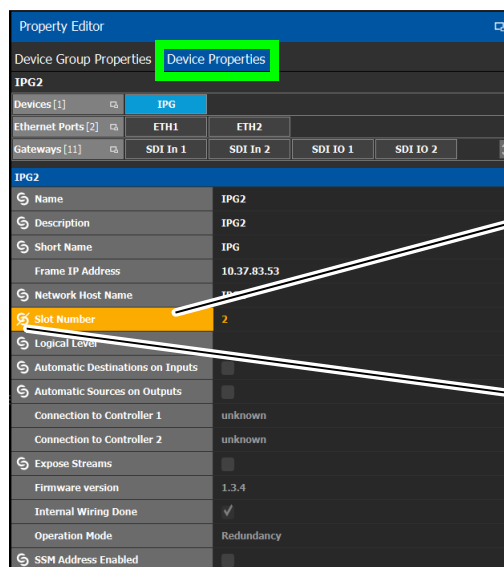 Property Editor
Device Group Properties Device Properties
IPG2
Devices [1] IPG
Ethernet Ports [2] ETH1 ETH2
Gateways [11] SDI In 1 SDI In 2 SDI IO 1 SDI IO 2
IPG2
Name IPG2
Description IPG2
Short Name IPG
Frame IP Address 10.37.83.53
Network Host Name
Slot Number 2
Logical Level
Automatic Destinations on Inputs
Automatic Sources on Outputs
Connection to Controller 1 unknown
Connection to Controller 2 unknown
Expose Streams
Firmware version 1.3.4
Internal Wiring Done
Operation Mode Redundancy
SSM Address Enabled